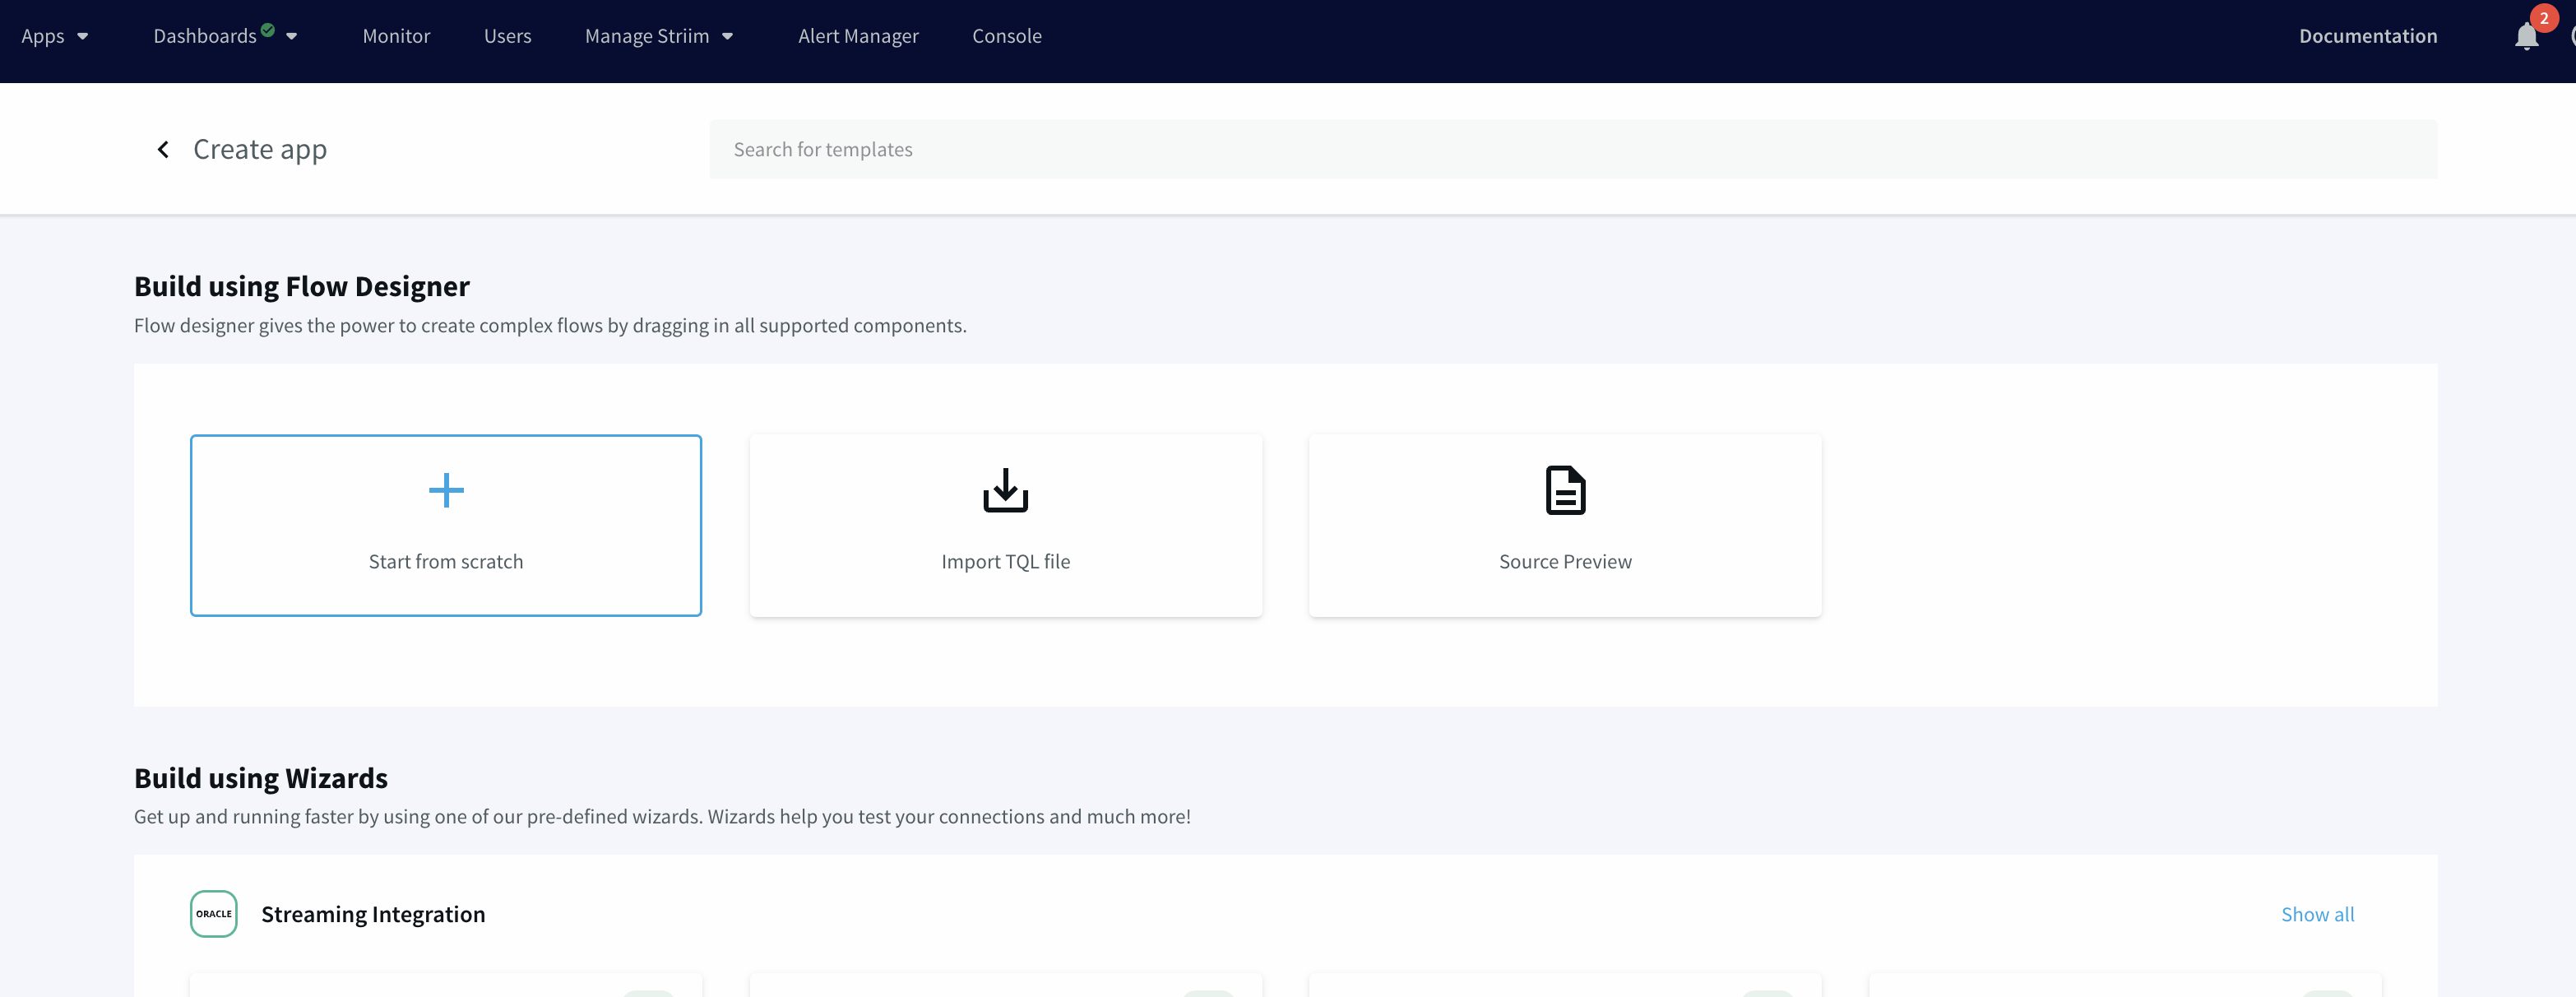 Apps Dashboards Monitor Users Manage Striim Alert Manager Console Documentation 2
Create app Search for templates
Build using Flow Designer
Flow designer gives the power to create complex flows by dragging in all supported components.
Start from scratch Import TQL file Source Preview
Build using Wizards
Get up and running faster by using one of our pre-defined wizards. Wizards help you test your connections and much more!
ORACLE Streaming Integration Show all